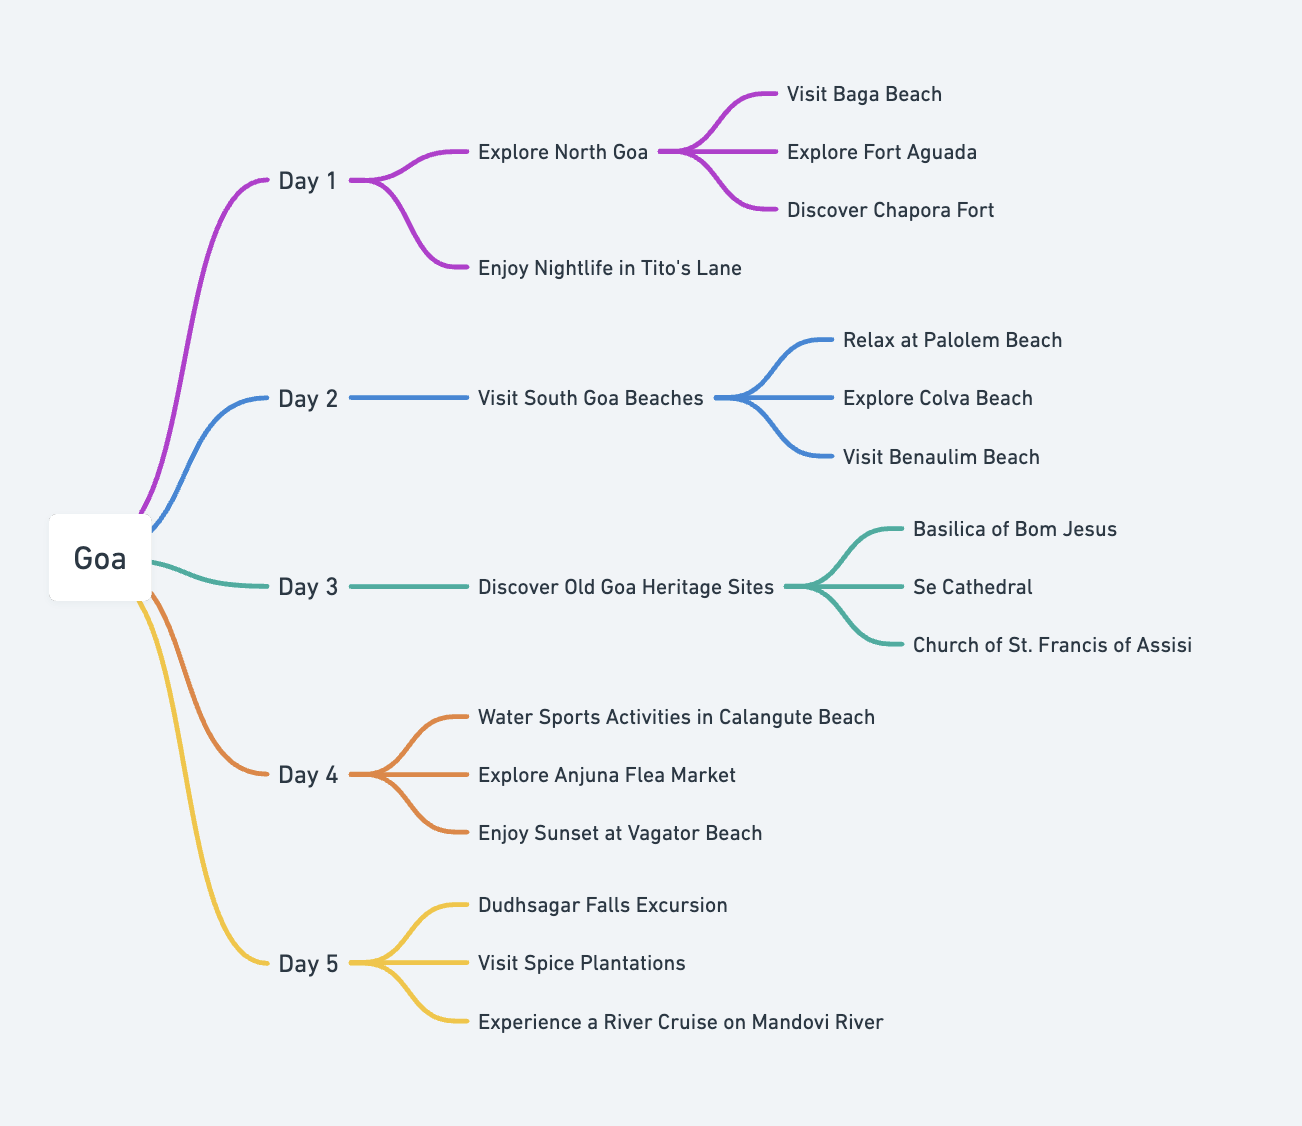 Goa
Day 1
Explore North Goa
Visit Baga Beach
Explore Fort Aguada
Discover Chapora Fort
Enjoy Nightlife in Tito's Lane
Day 2
Visit South Goa Beaches
Relax at Palolem Beach
Explore Colva Beach
Visit Benaulim Beach
Day 3
Discover Old Goa Heritage Sites
Basilica of Bom Jesus
Se Cathedral
Church of St. Francis of Assisi
Day 4
Water Sports Activities in Calangute Beach
Explore Anjuna Flea Market
Enjoy Sunset at Vagator Beach
Day 5
Dudhsagar Falls Excursion
Visit Spice Plantations
Experience a River Cruise on Mandovi River